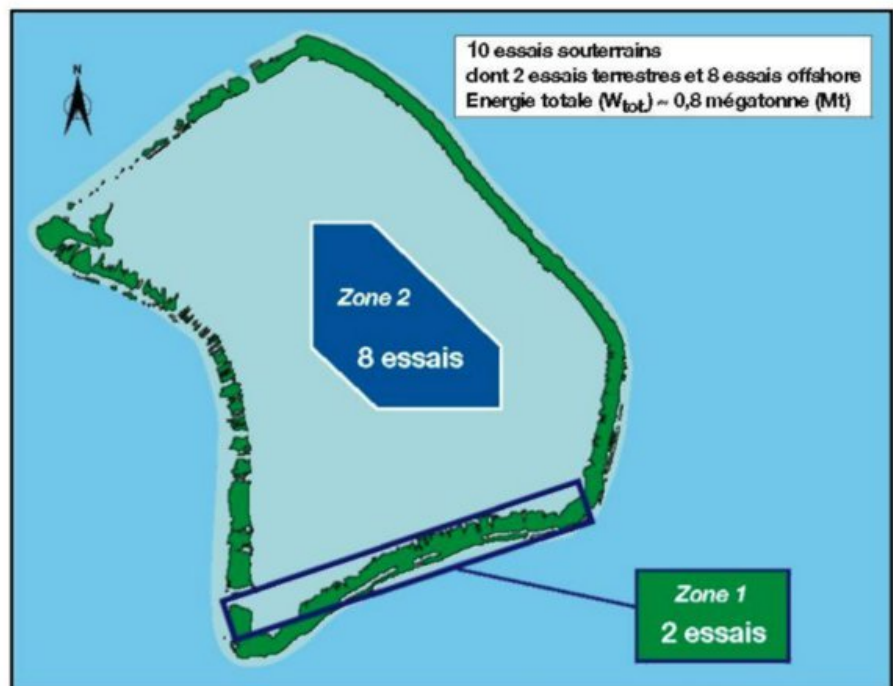 10 essais souterrains
dont 2 essais terrestres et 8 essais offshore
Energie totale (Wtot.) ~ 0,8 mégatonne (Mt)
N
Zone 2
8 essais
Zone 1
2 essais